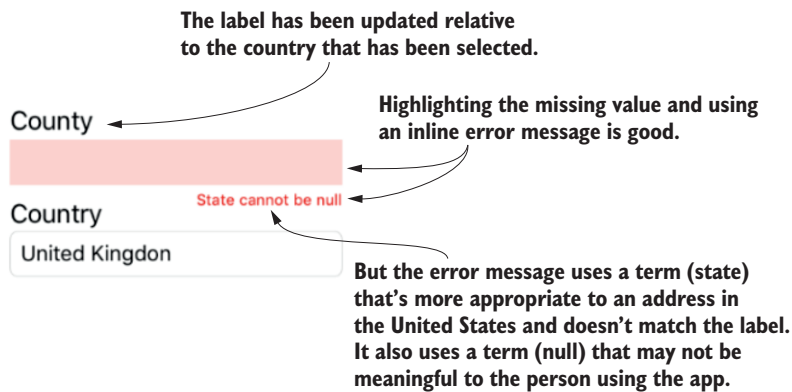 The label has been updated relative
to the country that has been selected.
Highlighting the missing value and using
an inline error message is good.
County
State cannot be null
Country
United Kingdon
But the error message uses a term (state)
that's more appropriate to an address in
the United States and doesn't match the label.
It also uses a term (null) that may not be
meaningful to the person using the app.